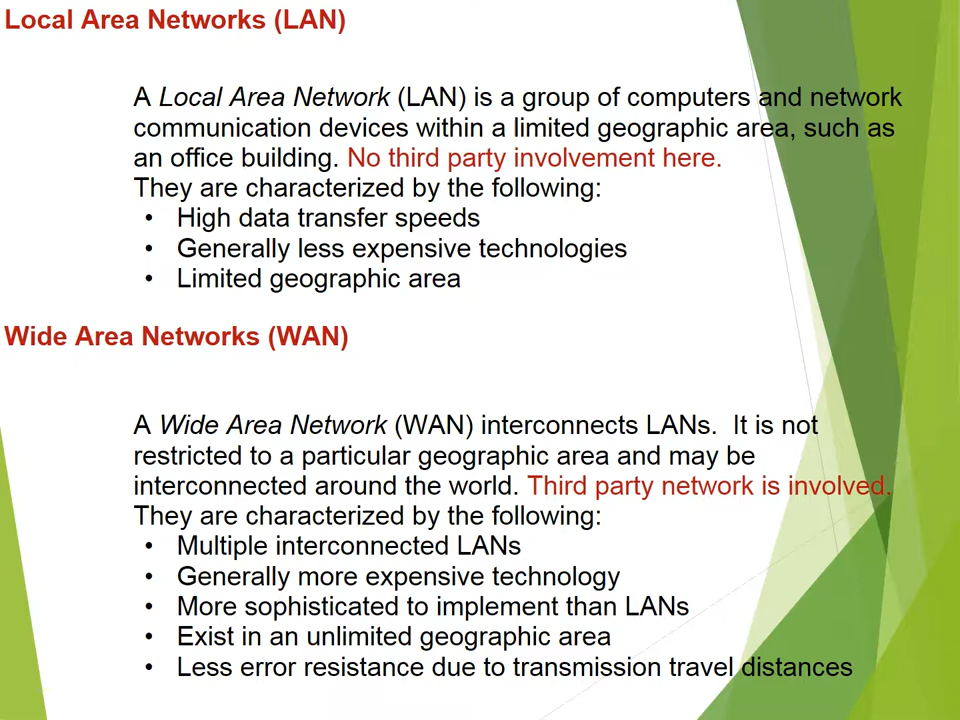 Local Area Networks (LAN)
A Local Area Network (LAN) is a group of computers and network
communication devices within a limited geographic area, such as
an office building. No third party involvement here.
They are characterized by the following:
• High data transfer speeds
• Generally less expensive technologies
• Limited geographic area
Wide Area Networks (WAN)
A Wide Area Network (WAN) interconnects LANs.  It is not
restricted to a particular geographic area and may be
interconnected around the world. Third party network is involved.
They are characterized by the following:
• Multiple interconnected LANs
• Generally more expensive technology
• More sophisticated to implement than LANs
• Exist in an unlimited geographic area
• Less error resistance due to transmission travel distances